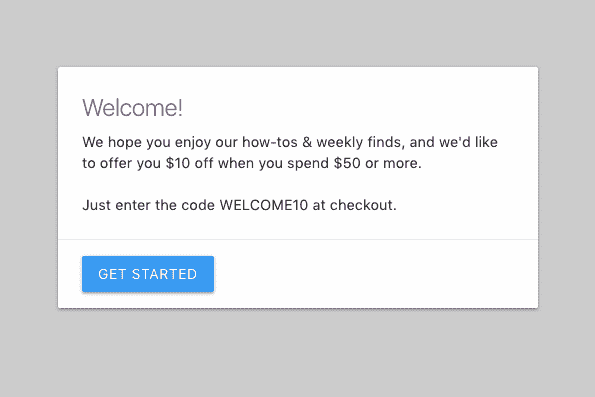 Welcome!
We hope you enjoy our how-tos & weekly finds, and we'd like
to offer you $10 off when you spend $50 or more.
Just enter the code WELCOME10 at checkout.
GET STARTED